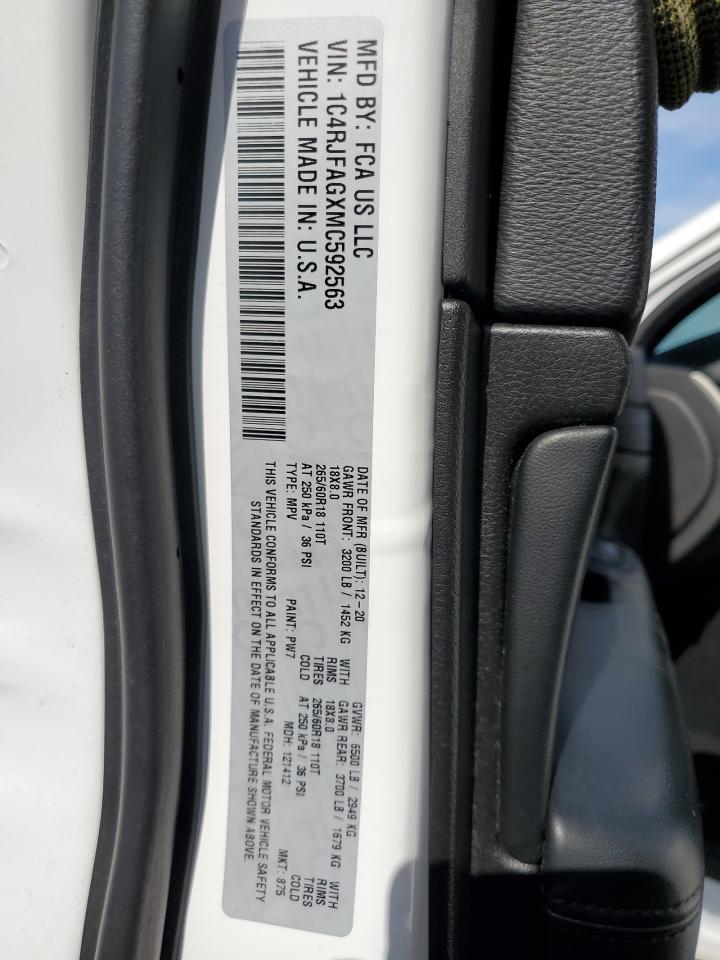 MFD BY: FCA US LLC
VIN: 1C4RJFAGXMC592563
VEHICLE MADE IN: U.S.A.
DATE OF MFR (BUILT): 12-20 GVWR: 6500 LB / 2949 KG
GAWR FRONT: 3200 LB / 1452 KG WITH GAWR REAR: 3700 LB / 1679 KG WITH
18X8.0 RIMS 18X8.0 RIMS
265/60R18 110T TIRES 265/60R18 110T TIRES
AT 250 kPa / 36 PSI COLD AT 250 kPa / 36 PSI COLD
TYPE: MPV PAINT: PW7 MDH: 121412 MKT: 875
THIS VEHICLE CONFORMS TO ALL APPLICABLE U.S.A. FEDERAL MOTOR VEHICLE SAFETY
STANDARDS IN EFFECT ON THE DATE OF MANUFACTURE SHOWN ABOVE.